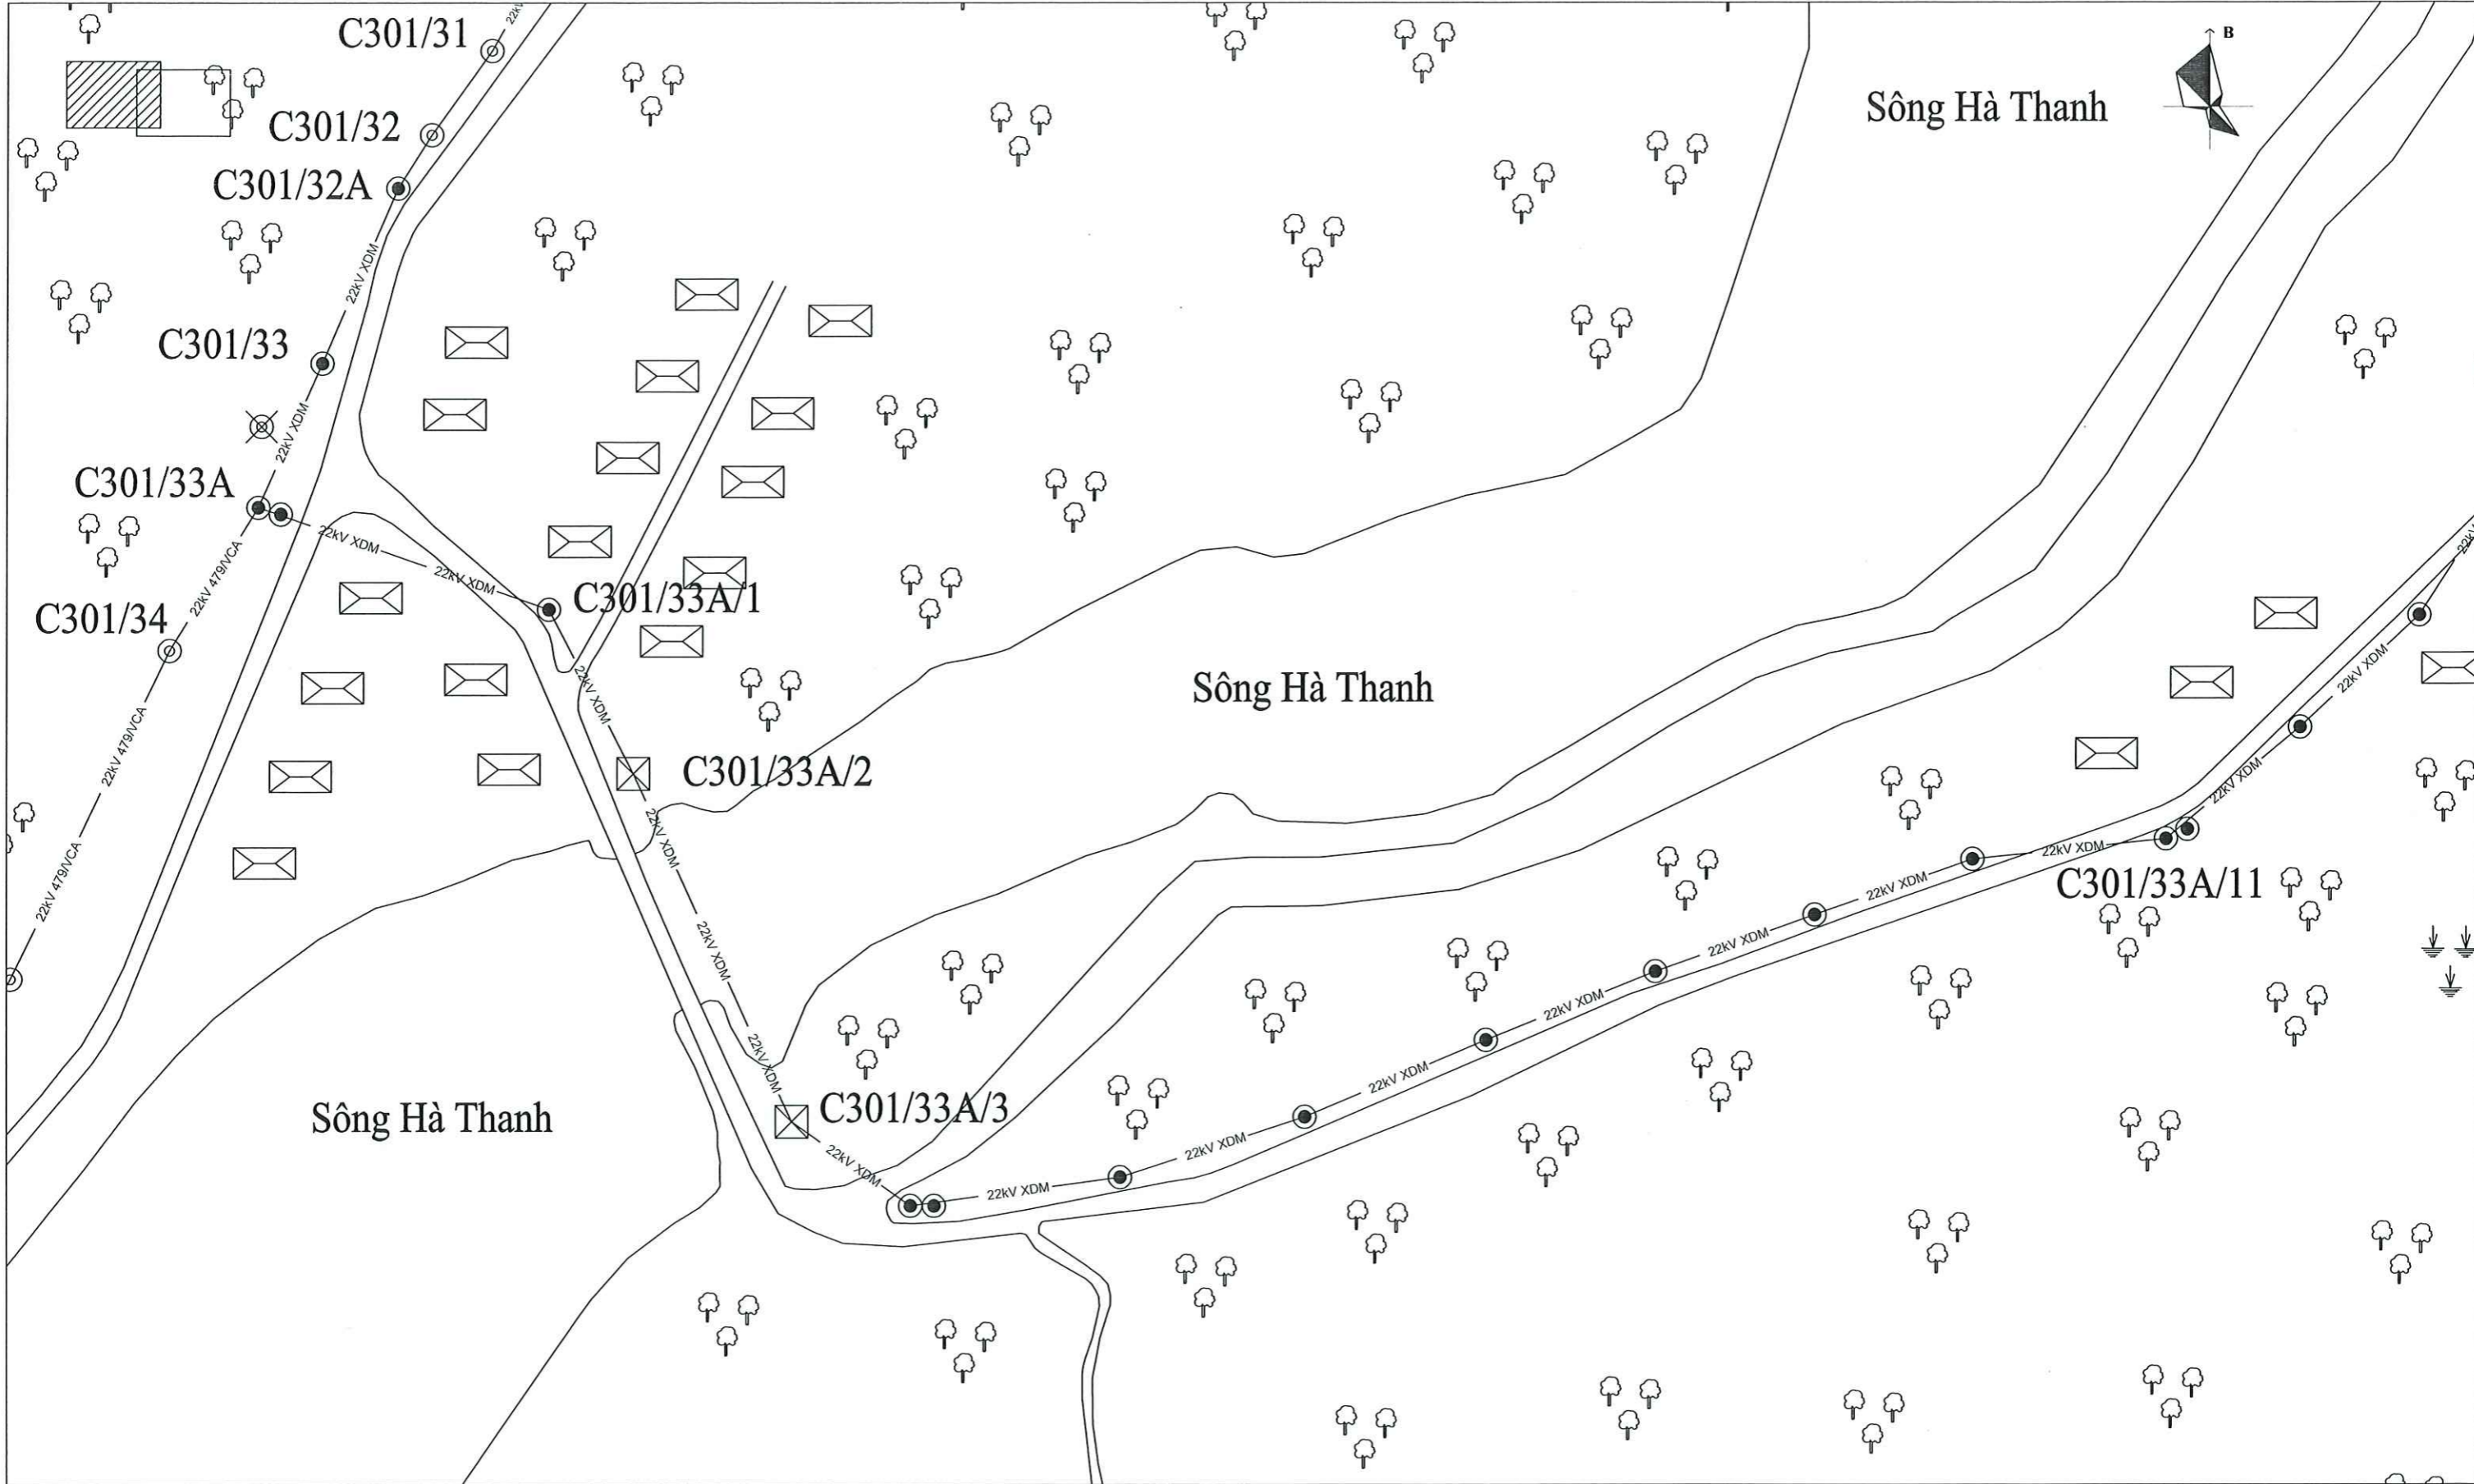 22kV
C301/31
B
Sông Hà Thanh
C301/32
C301/32A
22kV XDM
C301/33
22kV XDM
C301/33A
22kV XDM
22kV 479/VCA
22kV XDM
C301/33A/1
C301/34
22kV
22kV XDM
22kV XDM
Sông Hà Thanh
22kV 479/VCA
C301/33A/2
22kV XDM
22kV XDM
22kV XDM
22kV 479/VCA
22kV XDM
C301/33A/11
22kV XDM
22kV XDM
22kV XDM
22kV XDM
22kV XDM
22kV XDM
C301/33A/3
Sông Hà Thanh
22kV XDM
22kV XDM
22kV XDM